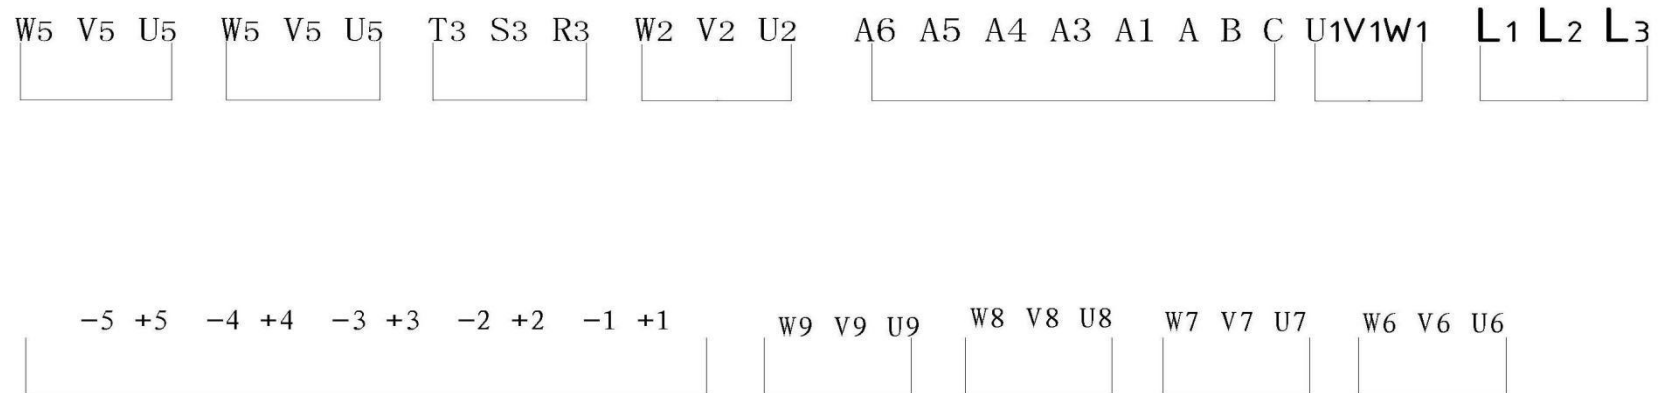 W5 V5 U5 W5 V5 U5 T3 S3 R3 W2 V2 U2 A6 A5 A4 A3 A1 A B C U1V1W1 L1 L2 L3
−5 +5 −4 +4 −3 +3 −2 +2 −1 +1 W9 V9 U9 W8 V8 U8 W7 V7 U7 W6 V6 U6